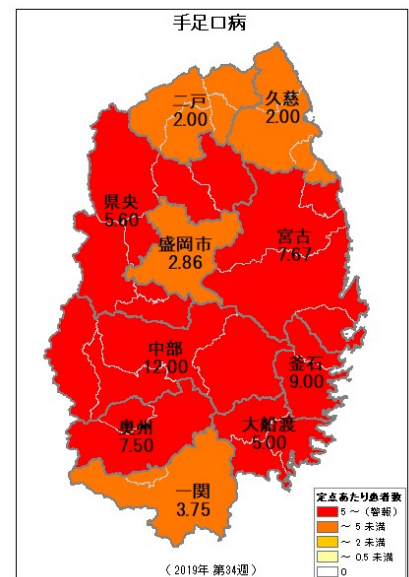 手足口病
二戸
2.00
久慈
2.00
県央
5.60
盛岡市
2.86
宮古
7.67
中部
12.00
釜石
9.00
奥州
7.50
大船渡
5.00
一関
3.75
定点あたり患者数
5 ~ (警報)
~ 5 未満
~ 2 未満
~ 0.5 未満
0
(2019年 第34週)